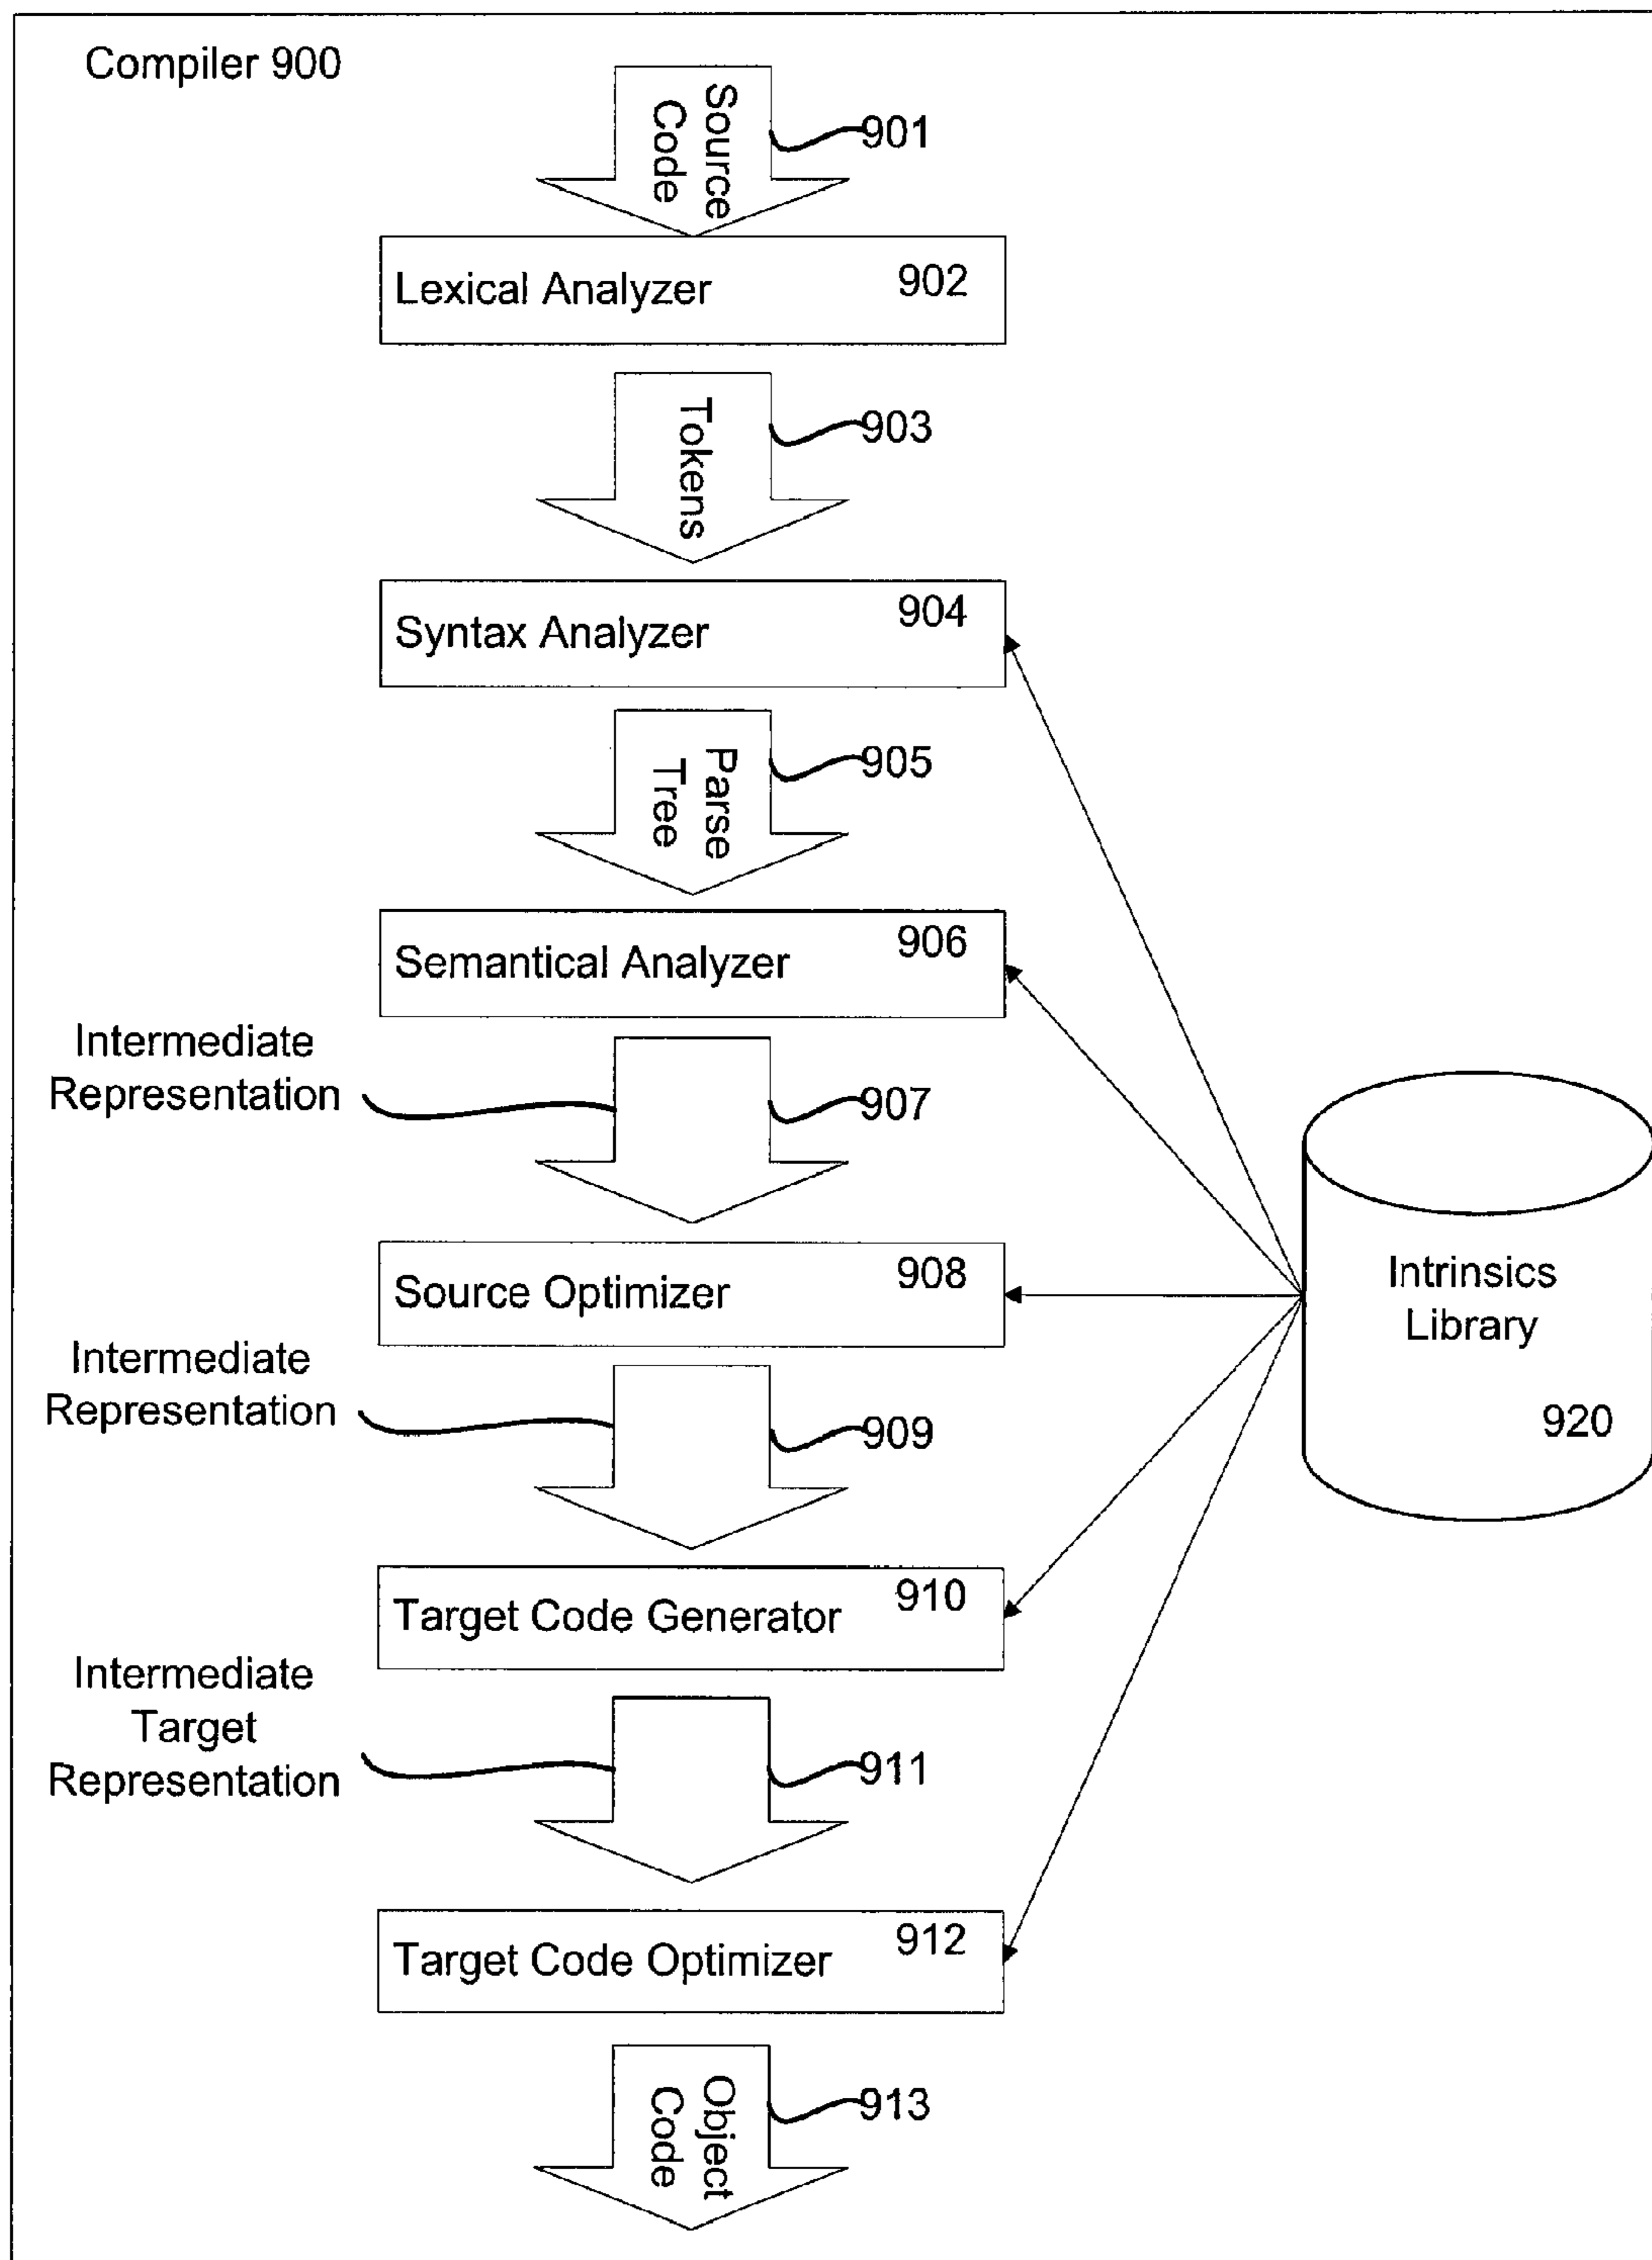 Compiler 900
Source
Code
901
Lexical Analyzer
902
Tokens
903
Syntax Analyzer
904
Parse
Tree
905
Semantical Analyzer
906
Intermediate
Representation
907
Source Optimizer
908
Intermediate
Representation
909
Target Code Generator
910
Intermediate
Target
Representation
911
Target Code Optimizer
912
Object
Code
913
Intrinsics
Library
920